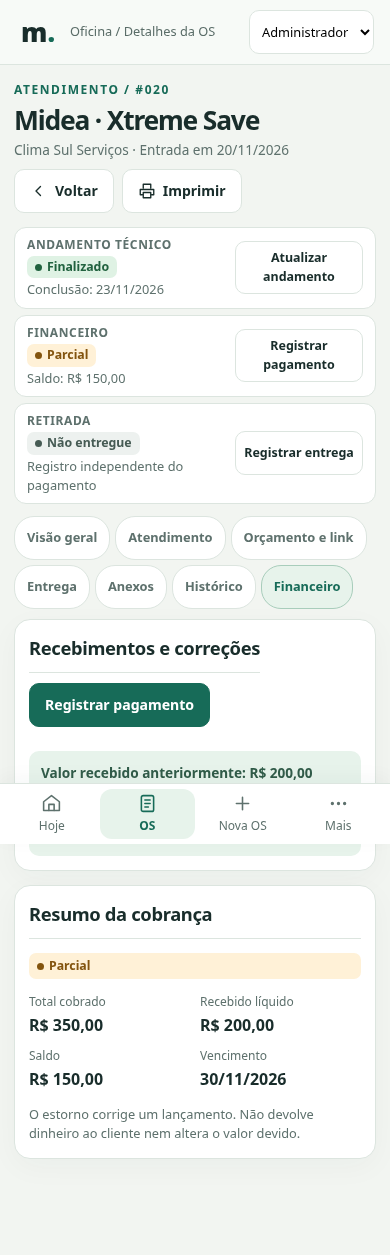 m. Oficina / Detalhes da OS Administrador
ATENDIMENTO / #020
Midea · Xtreme Save
Clima Sul Serviços · Entrada em 20/11/2026
Voltar Imprimir
ANDAMENTO TÉCNICO
Finalizado
Conclusão: 23/11/2026
Atualizar
andamento
FINANCEIRO
Parcial
Saldo: R$ 150,00
Registrar
pagamento
RETIRADA
Não entregue
Registro independente do
pagamento
Registrar entrega
Visão geral Atendimento Orçamento e link
Entrega Anexos Histórico Financeiro
Recebimentos e correções
Registrar pagamento
Valor recebido anteriormente: R$ 200,00
Hoje OS Nova OS Mais
Resumo da cobrança
Parcial
Total cobrado Recebido líquido
R$ 350,00 R$ 200,00
Saldo Vencimento
R$ 150,00 30/11/2026
O estorno corrige um lançamento. Não devolve
dinheiro ao cliente nem altera o valor devido.